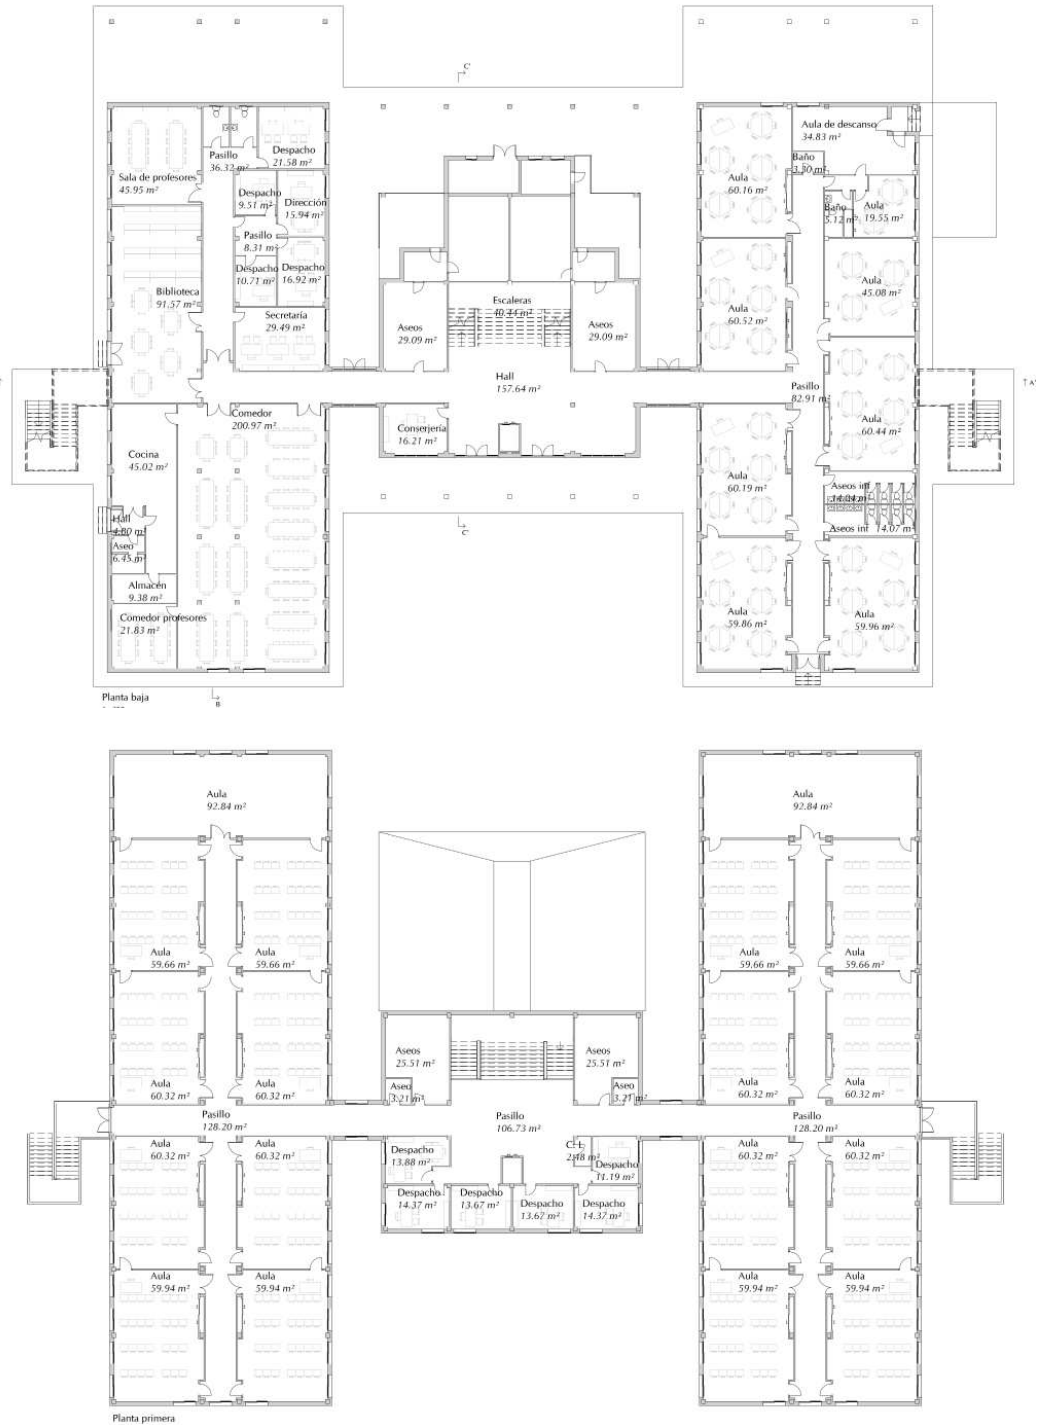 C'
Sala de profesores
45.95 m²
Pasillo
36.32 m²
Despacho
21.58 m²
Despacho
9.51 m²
Dirección
15.94 m²
Pasillo
8.31 m²
Despacho
10.71 m²
Despacho
16.92 m²
Biblioteca
91.57 m²
Secretaría
29.49 m²
Aseos
29.09 m²
Escaleras
40.44 m²
Aseos
29.09 m²
Hall
157.64 m²
Conserjería
16.21 m²
Comedor
200.97 m²
Cocina
45.02 m²
Hall
4.80 m²
Aseo
6.45 m²
Almacén
9.38 m²
Comedor profesores
21.83 m²
Aula de descanso
34.83 m²
Baño
Aula
60.16 m²
Baño
5.12 m²
Aula
19.55 m²
Aula
60.52 m²
Aula
45.08 m²
Pasillo
82.91 m²
Aula
60.44 m²
A'
Aula
60.19 m²
Aseos inf
Aseos inf 14.07 m²
Aula
59.86 m²
Aula
59.96 m²
C'
Planta baja
B
Aula
92.84 m²
Aula
59.66 m²
Aula
59.66 m²
Aula
60.32 m²
Aula
60.32 m²
Pasillo
128.20 m²
Aula
60.32 m²
Aula
60.32 m²
Aula
59.94 m²
Aula
59.94 m²
Aseos
25.51 m²
Aseos
25.51 m²
Aseo
3.21 m²
Aseo
3.21 m²
Pasillo
106.73 m²
Despacho
13.88 m²
C L
2.48 m²
Despacho
11.19 m²
Despacho
14.37 m²
Despacho
13.67 m²
Despacho
13.67 m²
Despacho
14.37 m²
Aula
92.84 m²
Aula
59.66 m²
Aula
59.66 m²
Aula
60.32 m²
Aula
60.32 m²
Pasillo
128.20 m²
Aula
60.32 m²
Aula
60.32 m²
Aula
59.94 m²
Aula
59.94 m²
Planta primera